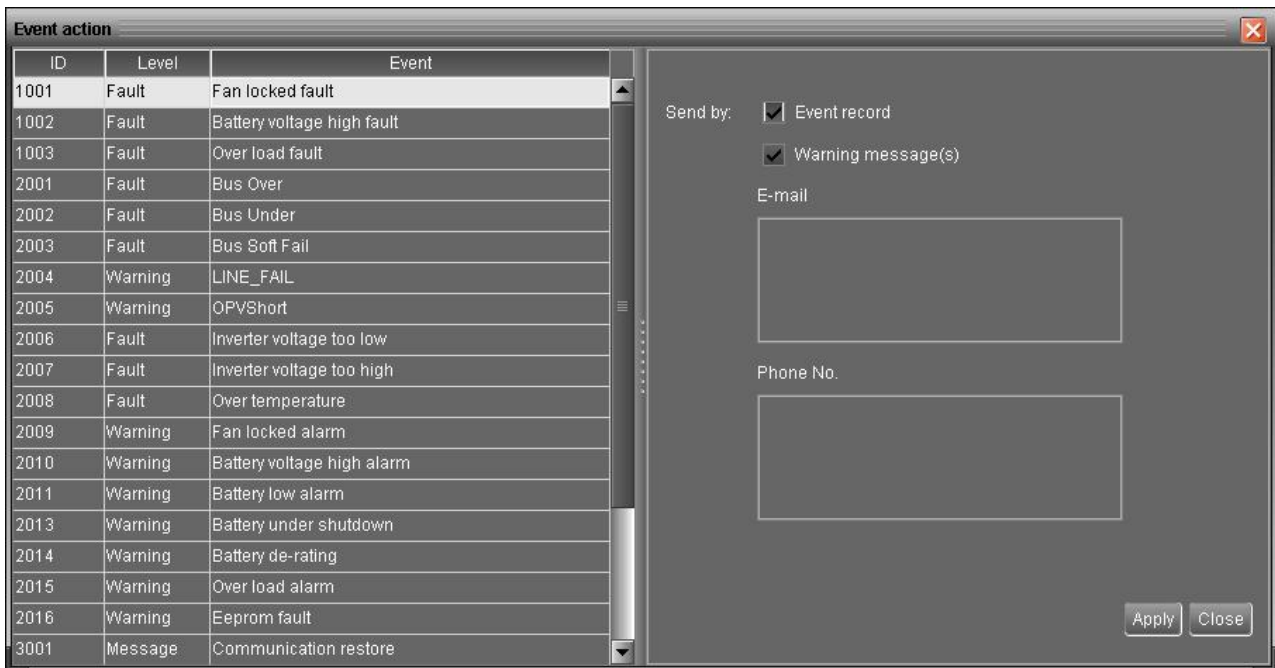 Event action
ID Level Event
1001 Fault Fan locked fault
1002 Fault Battery voltage high fault
1003 Fault Over load fault
2001 Fault Bus Over
2002 Fault Bus Under
2003 Fault Bus Soft Fail
2004 Warning LINE_FAIL
2005 Warning OPVShort
2006 Fault Inverter voltage too low
2007 Fault Inverter voltage too high
2008 Fault Over temperature
2009 Warning Fan locked alarm
2010 Warning Battery voltage high alarm
2011 Warning Battery low alarm
2013 Warning Battery under shutdown
2014 Warning Battery de-rating
2015 Warning Over load alarm
2016 Warning Eeprom fault
3001 Message Communication restore
Send by: Event record
Warning message(s)
E-mail
Phone No.
Apply Close